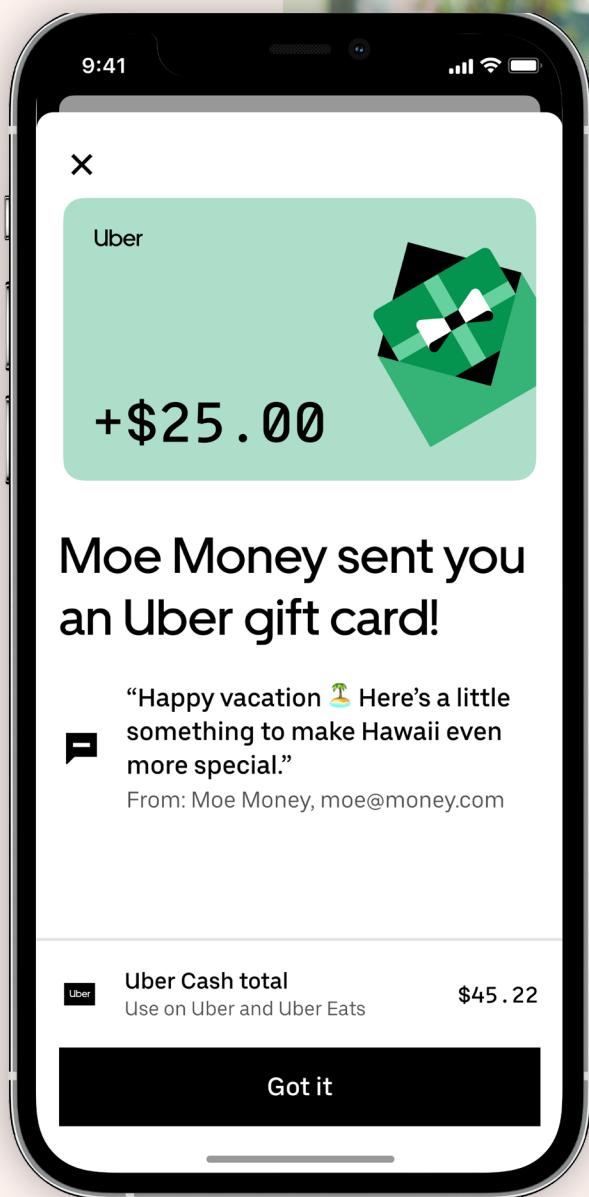 9:41
Uber
+$25.00
Moe Money sent you
an Uber gift card!
“Happy vacation 🏝️ Here’s a little
something to make Hawaii even
more special.”
From: Moe Money, moe@money.com
Uber
Uber Cash total
Use on Uber and Uber Eats
$45.22
Got it